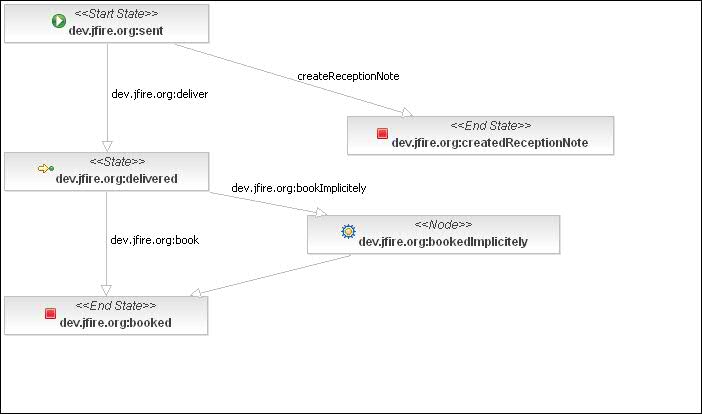 <<Start State>>
dev.jfire.org:sent
createReceptionNote
dev.jfire.org:deliver
<<End State>>
dev.jfire.org:createdReceptionNote
<<State>>
dev.jfire.org:delivered
dev.jfire.org:bookImplicitely
<<Node>>
dev.jfire.org:bookedImplicitely
dev.jfire.org:book
<<End State>>
dev.jfire.org:booked